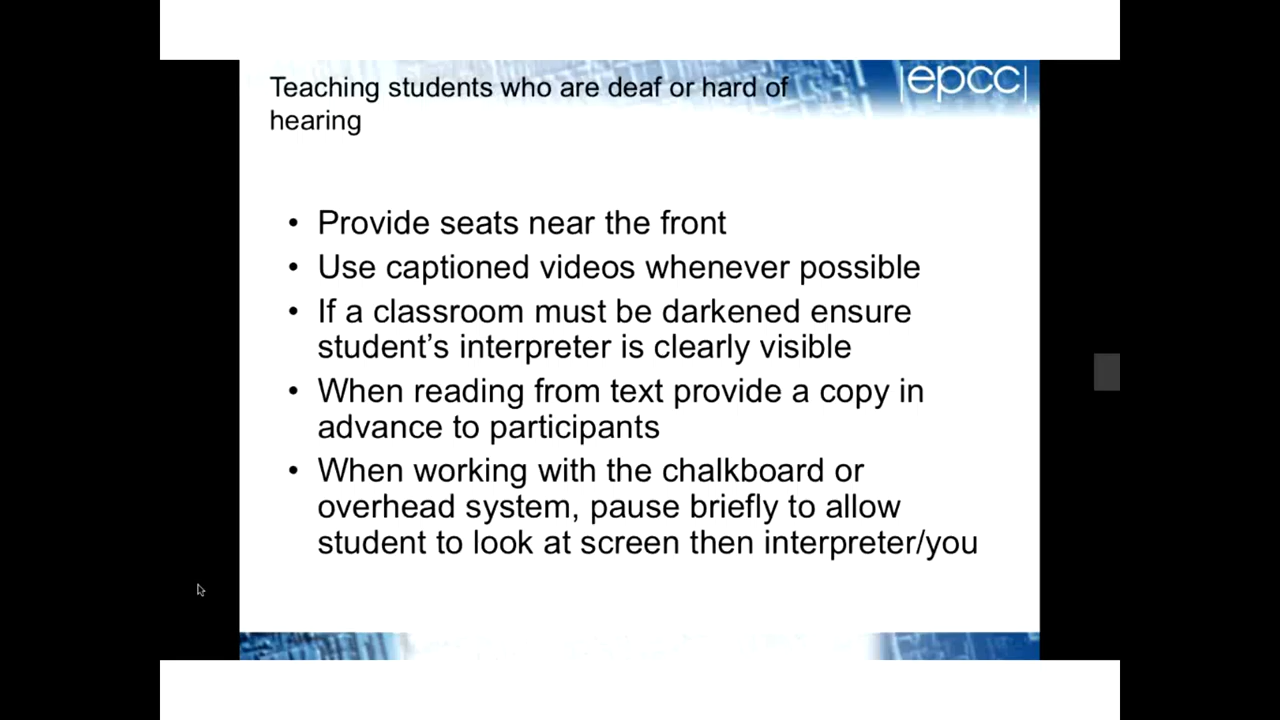 Teaching students who are deaf or hard of
hearing
|epcc|
• Provide seats near the front
• Use captioned videos whenever possible
• If a classroom must be darkened ensure
student’s interpreter is clearly visible
• When reading from text provide a copy in
advance to participants
• When working with the chalkboard or
overhead system, pause briefly to allow
student to look at screen then interpreter/you